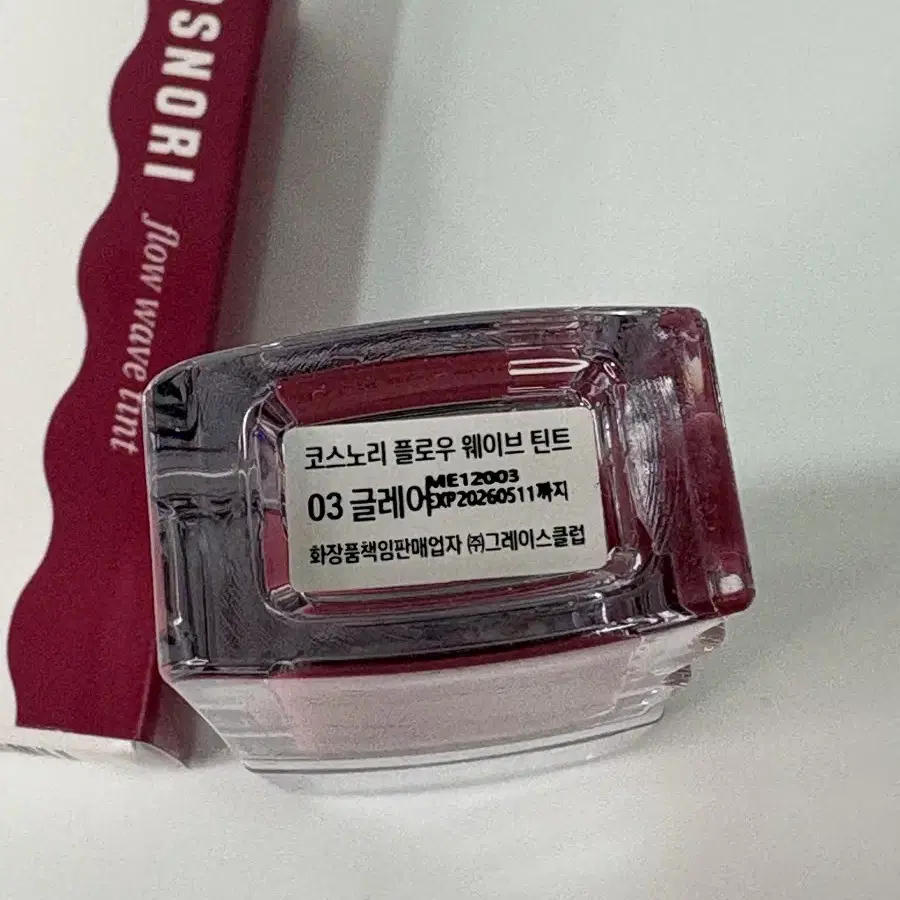 OSNORI
flow wave tint
코스노리 플로우 웨이브 틴트
03 글레어
ME12003
EXP20260511까지
화장품책임판매업자 ㈜그레이스클럽